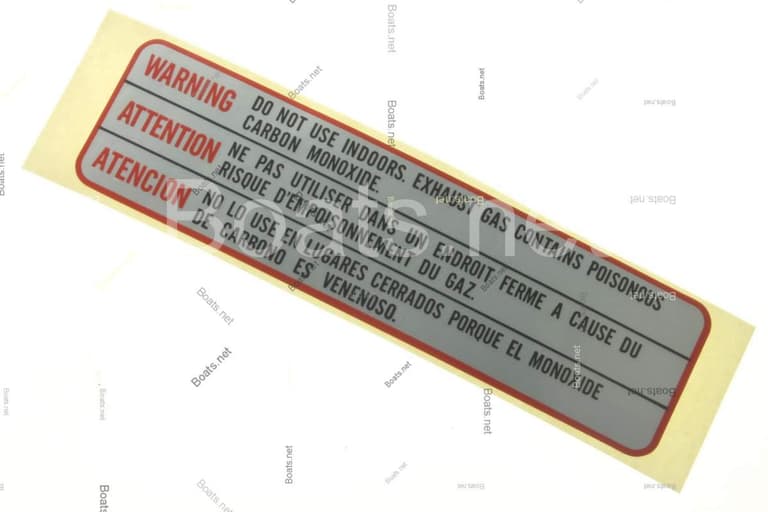 WARNING
DO NOT USE INDOORS. EXHAUST GAS CONTAINS POISONOUS
CARBON MONOXIDE.
ATTENTION
NE PAS UTILISER DANS UN ENDROIT FERME A CAUSE DU
RISQUE D'EMPOISONNEMENT DU GAZ.
ATENCION
NO LO USE EN LUGARES CERRADOS PORQUE EL MONOXIDE
DE CARBONO ES VENENOSO.
Boats.net